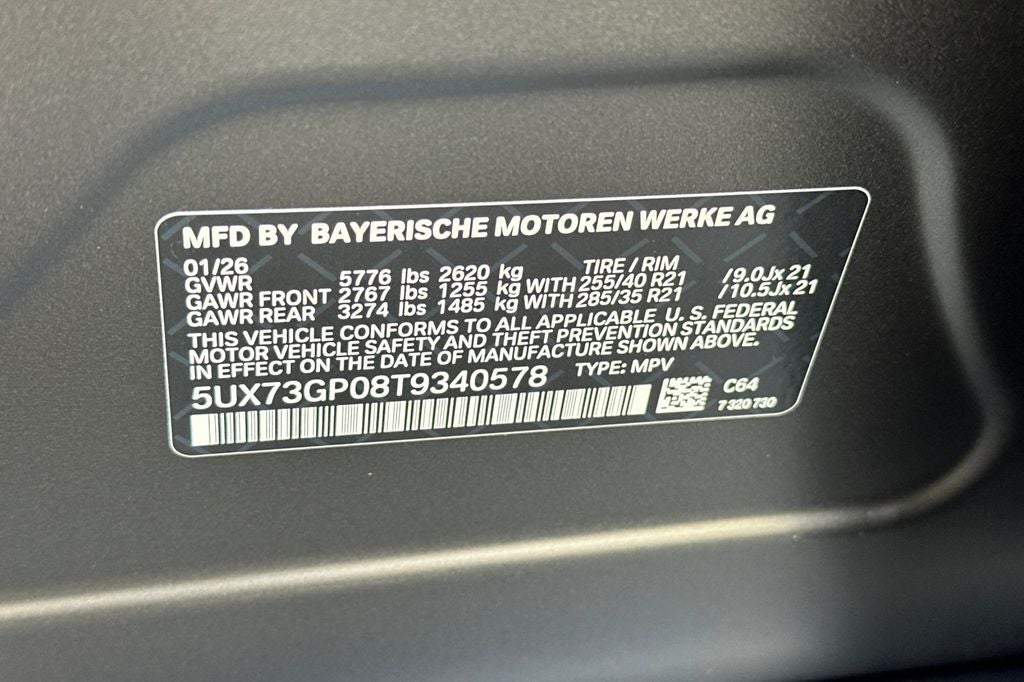 MFD BY BAYERISCHE MOTOREN WERKE AG
01/26 TIRE / RIM
GVWR 5776 lbs 2620 kg
GAWR FRONT 2767 lbs 1255 kg WITH 255/40 R21 /9.0Jx21
GAWR REAR 3274 lbs 1485 kg WITH 285/35 R21 /10.5Jx21
THIS VEHICLE CONFORMS TO ALL APPLICABLE U. S. FEDERAL
MOTOR VEHICLE SAFETY AND THEFT PREVENTION STANDARDS
IN EFFECT ON THE DATE OF MANUFACTURE SHOWN ABOVE.
5UX73GP08T9340578 TYPE: MPV
C64
7 320 730